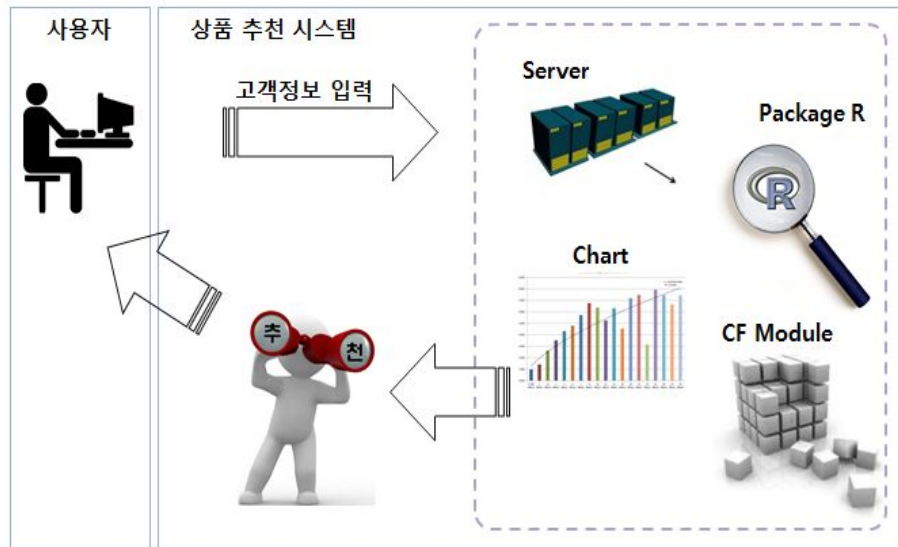 사용자
상품 추천 시스템
고객정보 입력
Server
Package R
R
Chart
CF Module
추 천